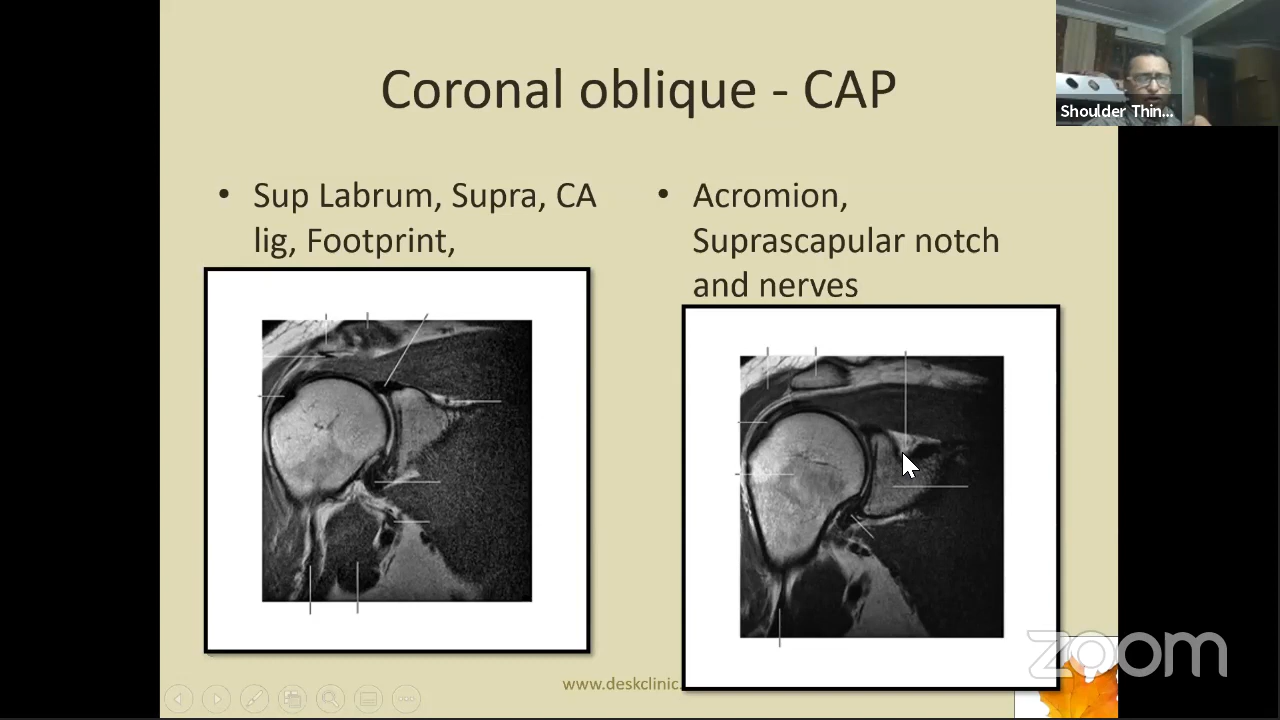 Coronal oblique - CAP
• Sup Labrum, Supra, CA
lig, Footprint,
• Acromion,
Suprascapular notch
and nerves
www.deskclinic.
Shoulder Thin...
zoom